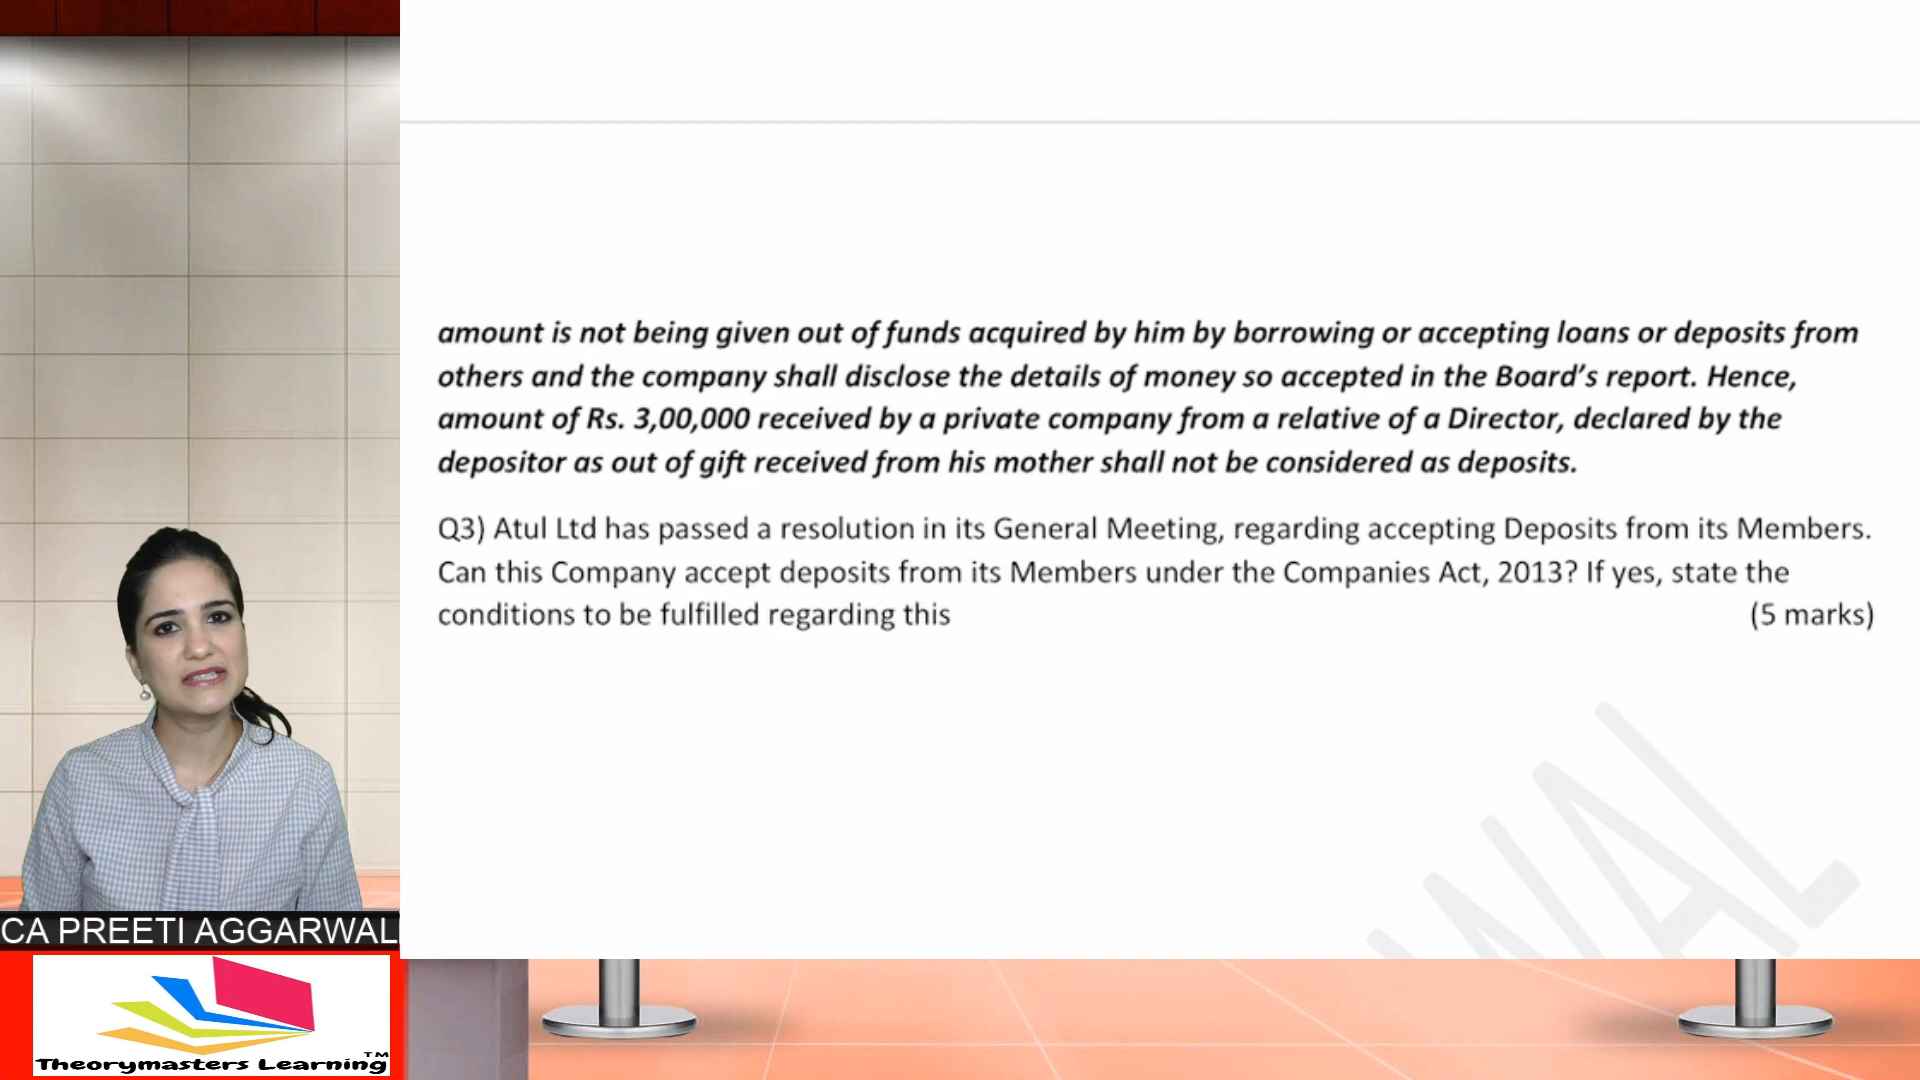 amount is not being given out of funds acquired by him by borrowing or accepting loans or deposits from
others and the company shall disclose the details of money so accepted in the Board's report. Hence,
amount of Rs. 3,00,000 received by a private company from a relative of a Director, declared by the
depositor as out of gift received from his mother shall not be considered as deposits.
Q3) Atul Ltd has passed a resolution in its General Meeting, regarding accepting Deposits from its Members.
Can this Company accept deposits from its Members under the Companies Act, 2013? If yes, state the
conditions to be fulfilled regarding this (5 marks)
WAL
CA PREETI AGGARWAL
Theorymasters Learning™